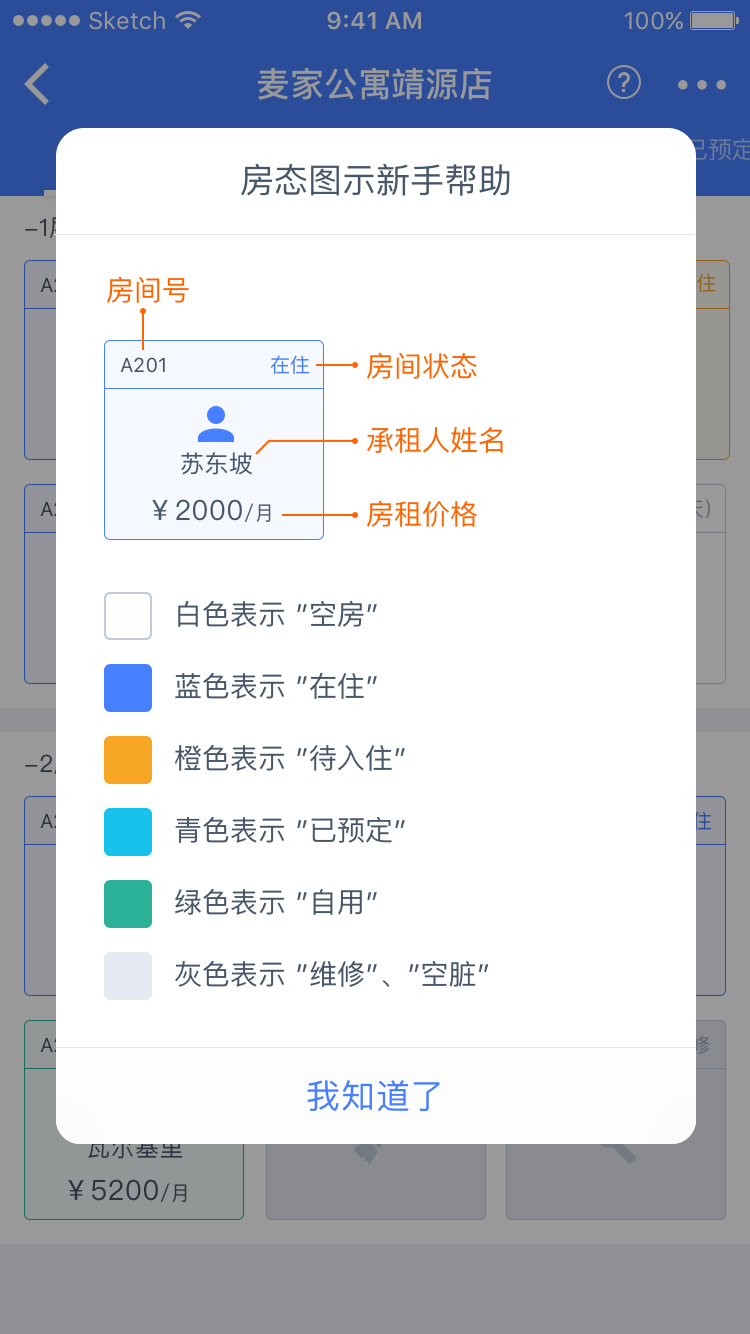 Sketch 9:41 AM 100%
麦家公寓靖源店 ?
已预定
房态图示新手帮助
-1
房间号
A201 在住 房间状态
承租人姓名
苏东坡
¥2000/月 房租价格
住
天)
白色表示 "空房"
蓝色表示 "在住"
-2
橙色表示 "待入住"
住
青色表示 "已预定"
绿色表示 "自用"
灰色表示 "维修"、"空脏"
修
我知道了
瓦尔基里
¥5200/月